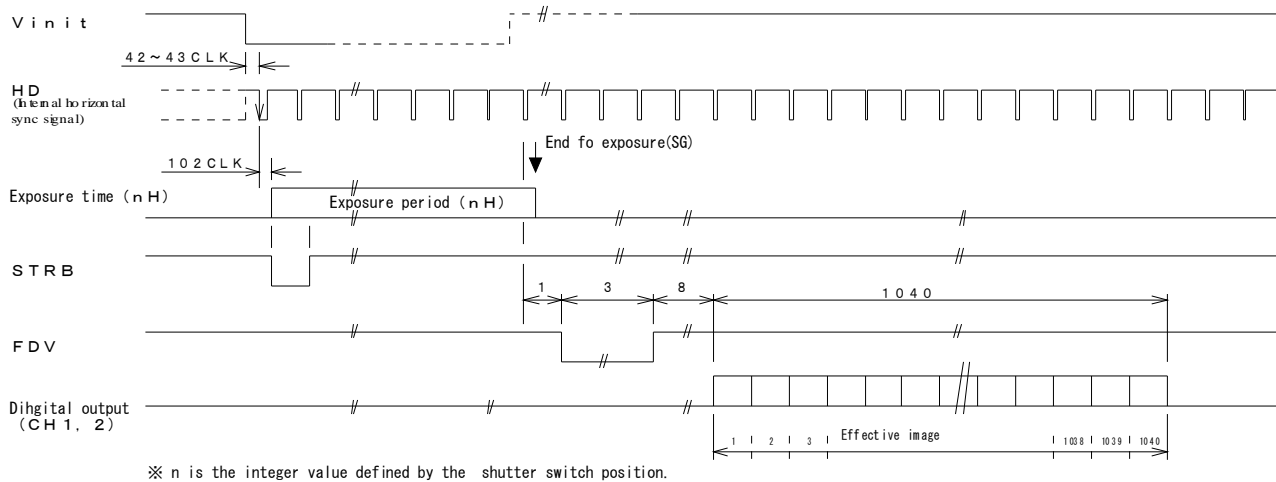 Vinit
42~43CLK
HD
(Internal horizontal
sync signal)
End fo exposure(SG)
102CLK
Exposure time (nH)
Exposure period (nH)
STRB
1 3 8 1040
FDV
Dihgital output
(CH1, 2)
Effective image
1 2 3 1038 1039 1040
※ n is the integer value defined by the shutter switch position.